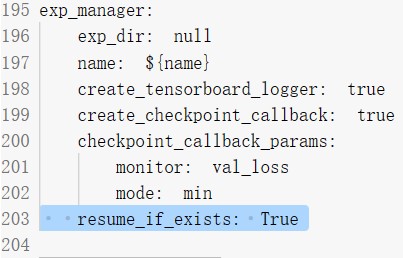 195 exp_manager:
196     exp_dir: null
197     name: ${name}
198     create_tensorboard_logger: true
199     create_checkpoint_callback: true
200     checkpoint_callback_params:
201         monitor: val_loss
202         mode: min
203     resume_if_exists: True
204